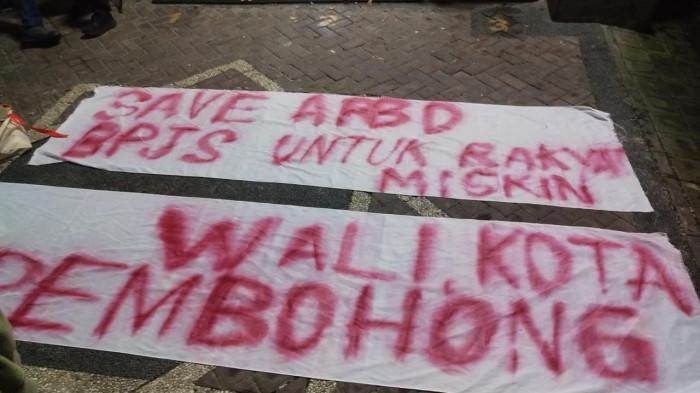 SAVE APBD
BPJS UNTUK RAKYAT
MISKIN
WALI.KOTA
PEMBOHONG